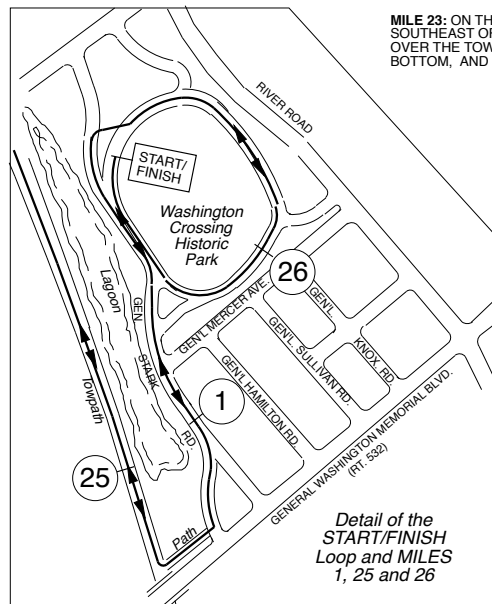 MILE 23: ON TH
SOUTHEAST OF
OVER THE TOW
BOTTOM, AND
RIVER ROAD
START/
FINISH
Washington
Crossing
Historic
Park
26
Lagoon
GEN
STARK
RD.
GEN'L MERCER AVE.
GEN'L.
SULLIVAN RD.
GEN'L.
KNOX. RD.
GEN'L HAMILTON RD.
Towpath
1
25
GENERAL WASHINGTON MEMORIAL BLVD.
(RT. 532)
Path
Detail of the
START/FINISH
Loop and MILES
1, 25 and 26